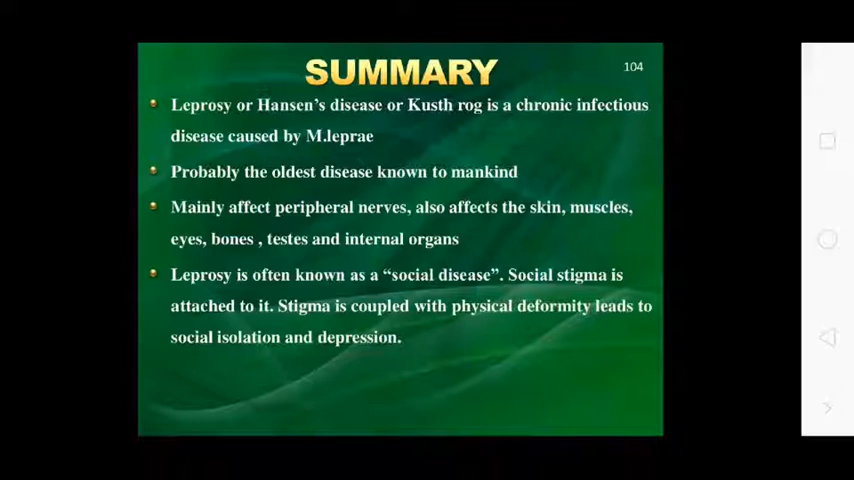 SUMMARY
104
Leprosy or Hansen's disease or Kusth rog is a chronic infectious
disease caused by M.leprae
Probably the oldest disease known to mankind
Mainly affect peripheral nerves, also affects the skin, muscles,
eyes, bones , testes and internal organs
Leprosy is often known as a “social disease”. Social stigma is
attached to it. Stigma is coupled with physical deformity leads to
social isolation and depression.